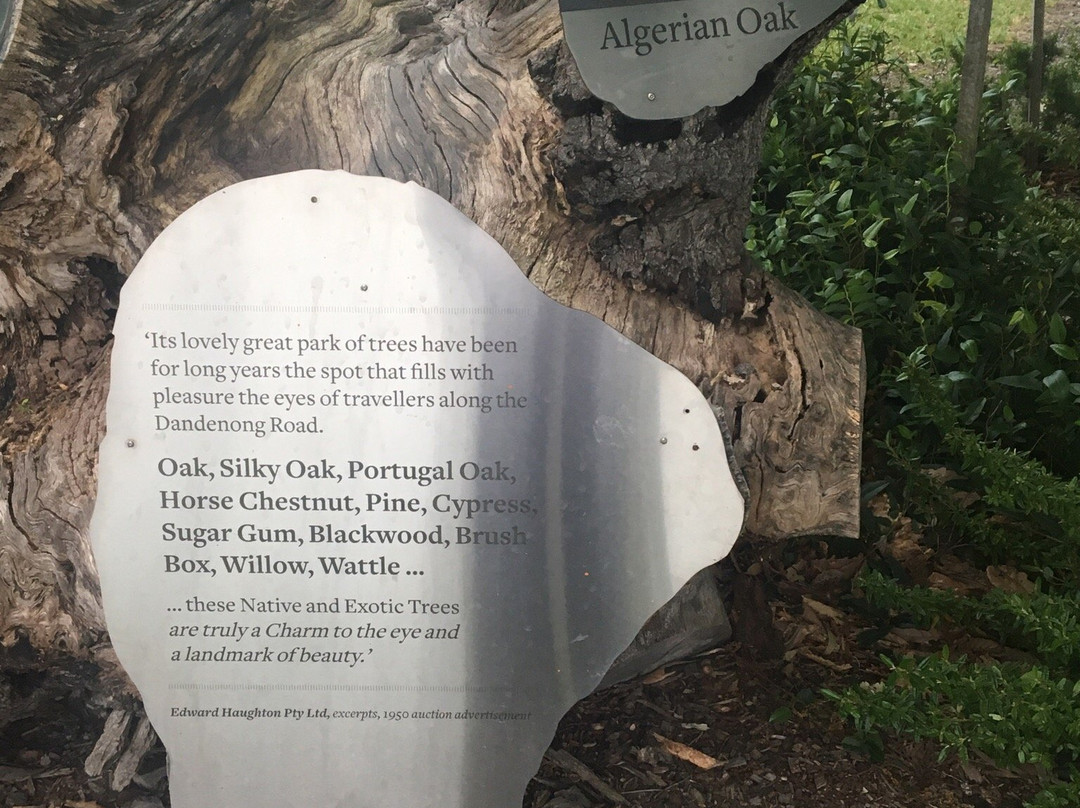 Algerian Oak
‘Its lovely great park of trees have been
for long years the spot that fills with
pleasure the eyes of travellers along the
Dandenong Road.
Oak, Silky Oak, Portugal Oak,
Horse Chestnut, Pine, Cypress,
Sugar Gum, Blackwood, Brush
Box, Willow, Wattle ...
... these Native and Exotic Trees
are truly a Charm to the eye and
a landmark of beauty.’
Edward Haughton Pty Ltd, excerpts, 1950 auction advertisement